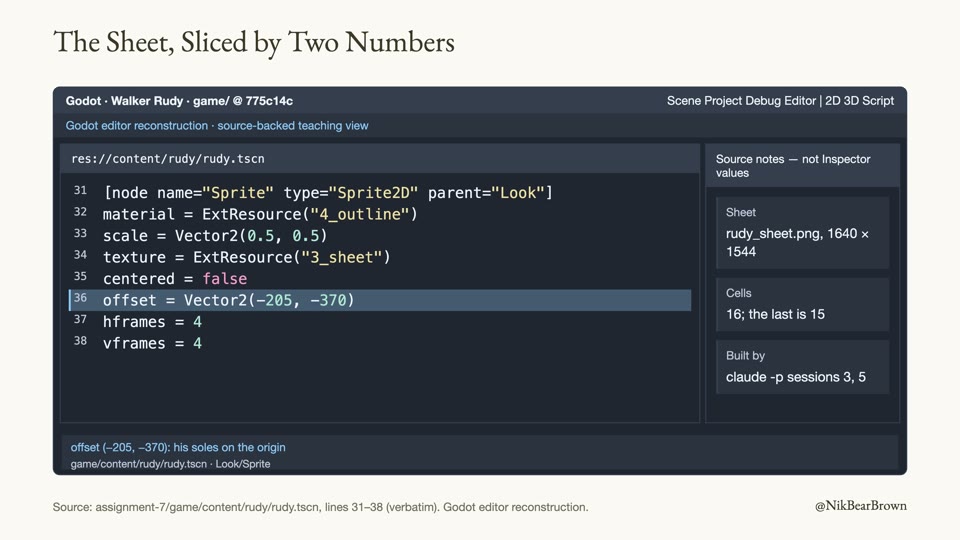 The Sheet, Sliced by Two Numbers
Godot · Walker Rudy · game/ @ 775c14c
Scene Project Debug Editor | 2D 3D Script
Godot editor reconstruction · source-backed teaching view
res://content/rudy/rudy.tscn
31 [node name="Sprite" type="Sprite2D" parent="Look"]
32 material = ExtResource("4_outline")
33 scale = Vector2(0.5, 0.5)
34 texture = ExtResource("3_sheet")
35 centered = false
36 offset = Vector2(−205, −370)
37 hframes = 4
38 vframes = 4
Source notes — not Inspector
values
Sheet
rudy_sheet.png, 1640 ×
1544
Cells
16; the last is 15
Built by
claude -p sessions 3, 5
offset (−205, −370): his soles on the origin
game/content/rudy/rudy.tscn · Look/Sprite
Source: assignment-7/game/content/rudy/rudy.tscn, lines 31–38 (verbatim). Godot editor reconstruction.
@NikBearBrown